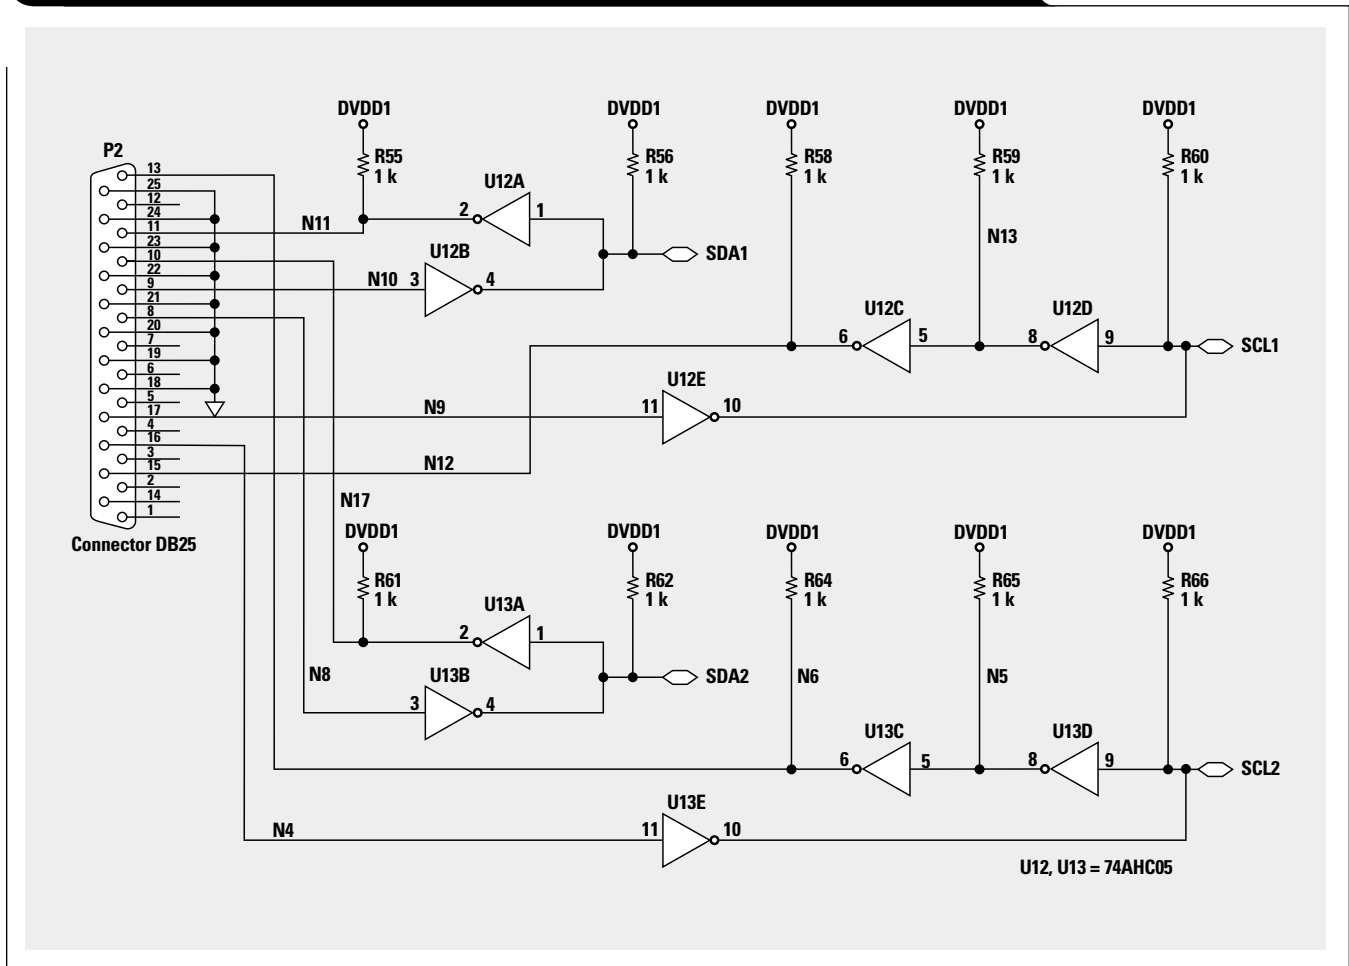 DVDD1 DVDD1 DVDD1 DVDD1 DVDD1
P2
R55 R56 R58 R59 R60
1 k 1 k 1 k 1 k 1 k
13
25
12
24
11
23
10
22
9
21
8
20
7
19
6
18
5
17
4
16
3
15
2
14
1
Connector DB25
U12A
2 1
N11
U12B
N10 3 4
SDA1
N13
U12C U12D
6 5 8 9
SCL1
U12E
N9 11 10
N12
N17
DVDD1 DVDD1 DVDD1 DVDD1 DVDD1
R61 R62 R64 R65 R66
1 k 1 k 1 k 1 k 1 k
U13A
2 1
N8 U13B SDA2 N6 N5
3 4
U13C U13D
6 5 8 9
SCL2
U13E
N4 11 10
U12, U13 = 74AHC05